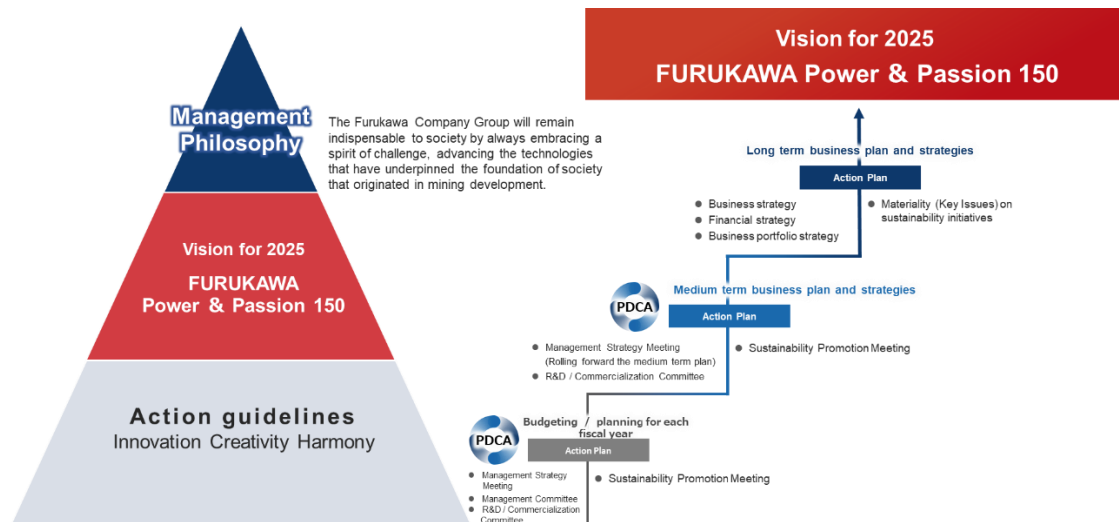 Management
Philosophy
The Furukawa Company Group will remain
indispensable to society by always embracing a
spirit of challenge, advancing the technologies
that have underpinned the foundation of society
that originated in mining development.
Vision for 2025
FURUKAWA
Power & Passion 150
Action guidelines
Innovation Creativity Harmony
Vision for 2025
FURUKAWA Power & Passion 150
Long term business plan and strategies
Action Plan
● Business strategy
● Financial strategy
● Business portfolio strategy
● Materiality (Key Issues) on
sustainability initiatives
Medium term business plan and strategies
PDCA
Action Plan
● Management Strategy Meeting
(Rolling forward the medium term plan)
● R&D / Commercialization Committee
● Sustainability Promotion Meeting
Budgeting / planning for each
fiscal year
PDCA
Action Plan
● Management Strategy
Meeting
● Management Committee
● R&D / Commercialization
Committee
● Sustainability Promotion Meeting